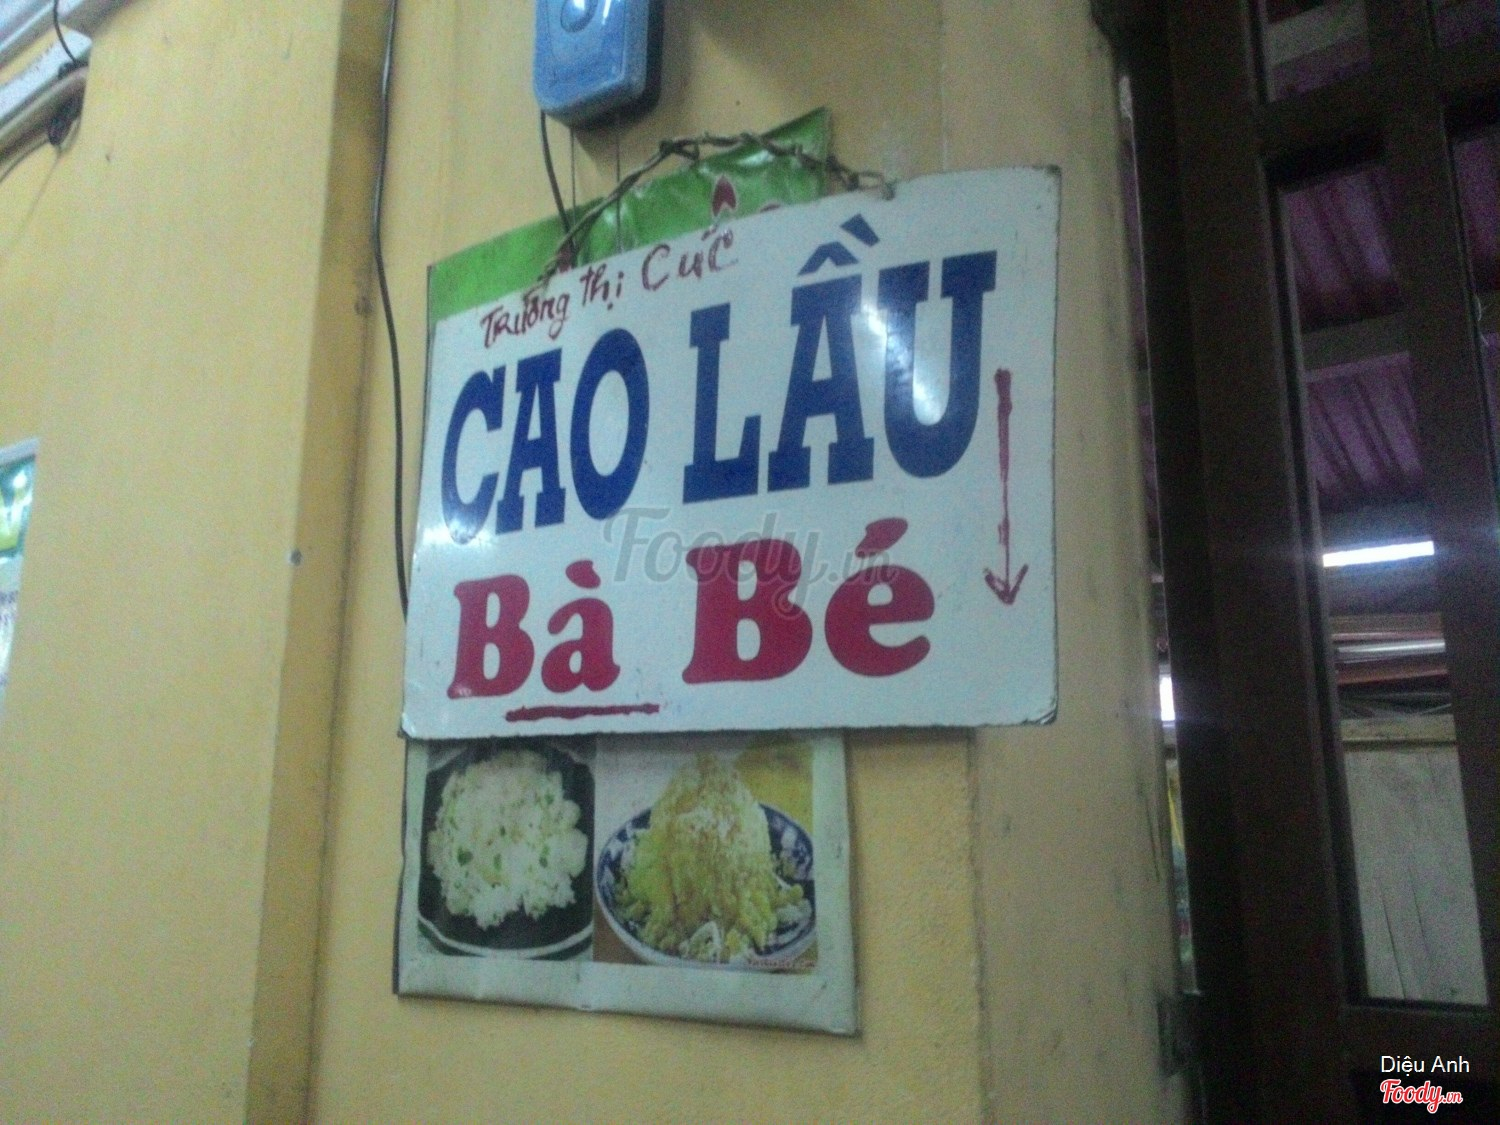 Trương Thị Cúc
CAO LẦU
Bà Bé
Foody.vn
Diệu Anh
Foody.vn